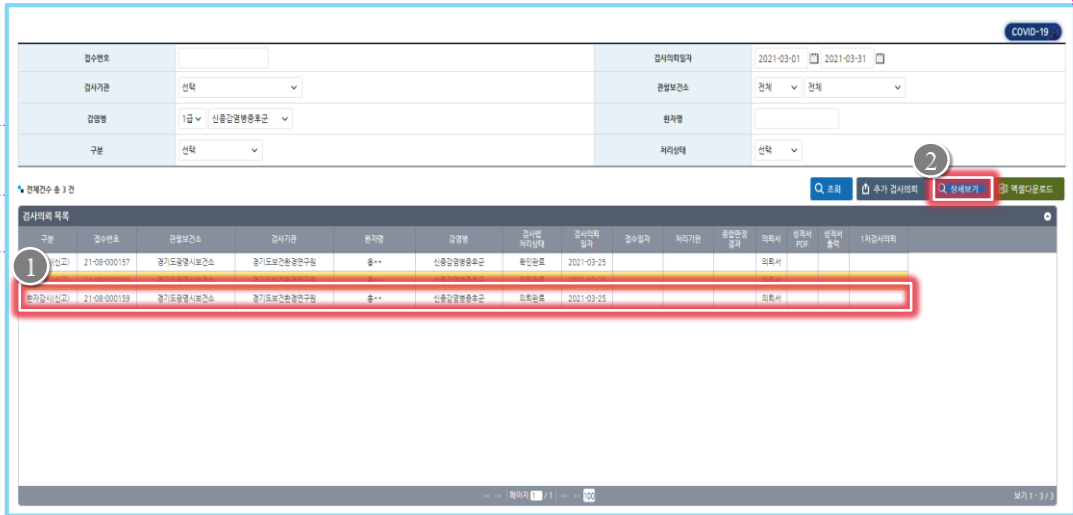 COVID-19
접수번호 검사의뢰일자 2021-03-01 2021-03-31
검사기관 선택 관할보건소 전체 전체
감염병 1급 신종감염병증후군 환자명
구분 선택 처리상태 선택
2
전체건수 총 3 건 조회 추가 검사의뢰 상세보기 엑셀다운로드
검사의뢰 목록
구분 접수번호 관할보건소 검사기관 환자명 감염병 검사법 처리상태 검사의뢰 일자 접수일자 처리기한 종합판정 결과 의뢰서 성적서 PDF 성적서 출력 1차검사의뢰
1 (신고) 21-08-000157 경기도광명시보건소 경기도보건환경연구원 홍** 신종감염병증후군 확인완료 2021-03-25 의뢰서
환자감시(신고) 21-08-000159 경기도광명시보건소 경기도보건환경연구원 홍** 신종감염병증후군 의뢰완료 2021-03-25 의뢰서
페이지 1 / 1 100 보기 1 - 3 / 3